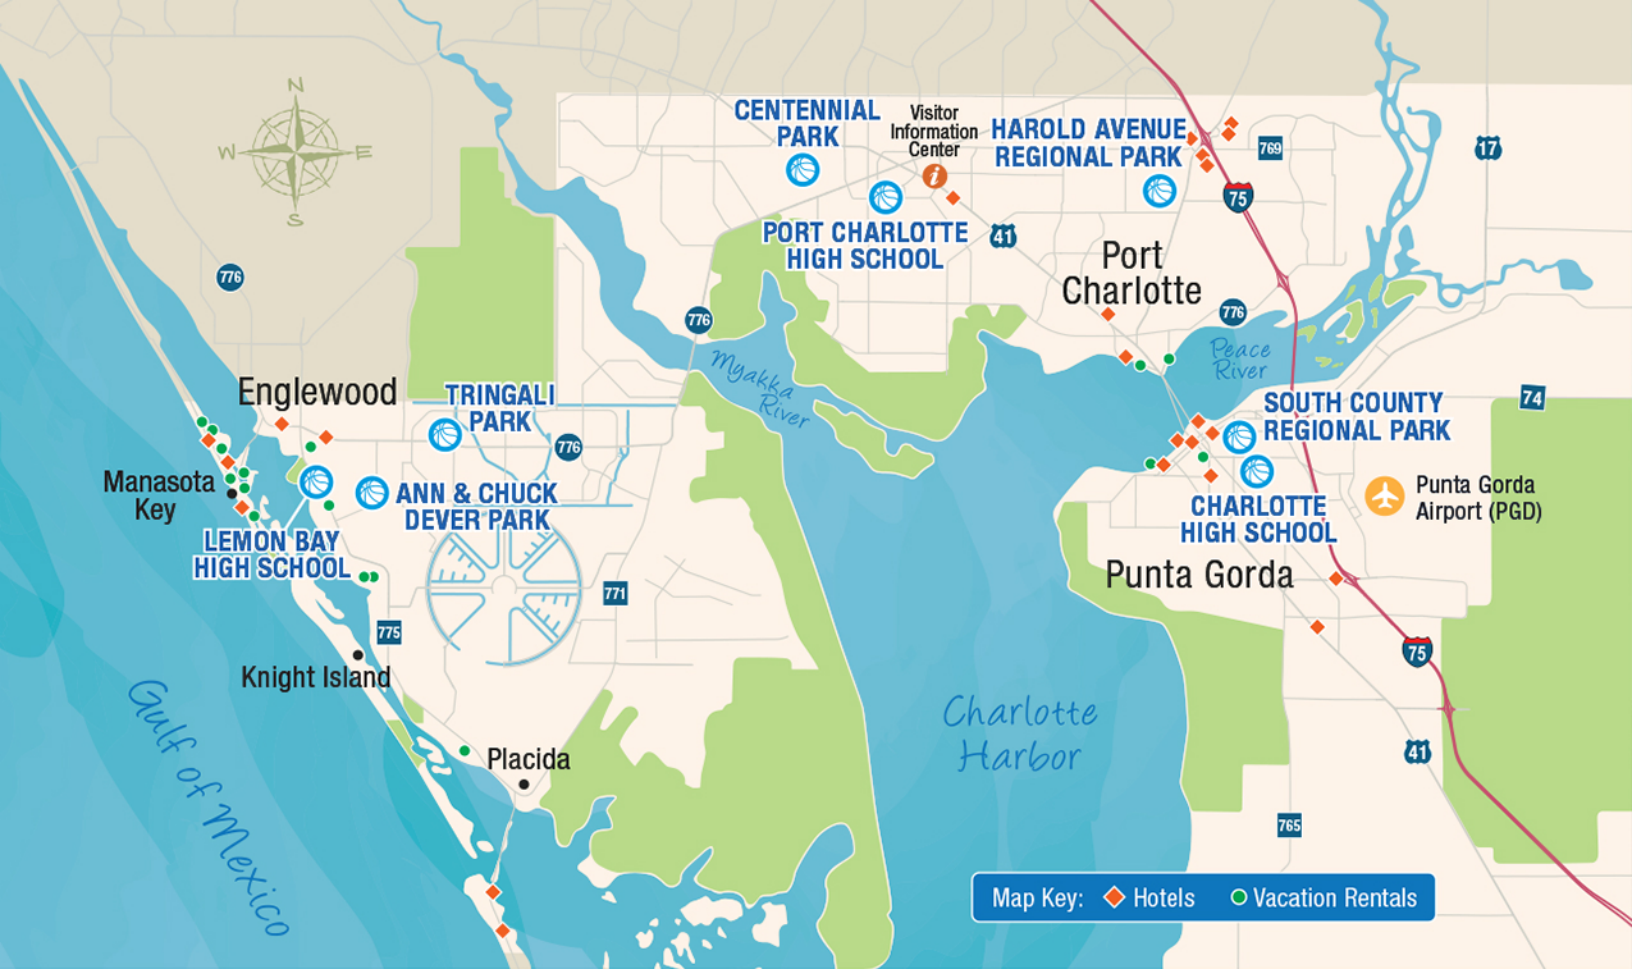 CENTENNIAL
PARK
Visitor
Information
Center
HAROLD AVENUE
REGIONAL PARK
769
17
N
W E
S
75
PORT CHARLOTTE
HIGH SCHOOL
41
Port
Charlotte
776
776
776
Peace
River
Myakka
River
Englewood
TRINGALI
PARK
776
74
SOUTH COUNTY
REGIONAL PARK
Manasota
Key
ANN & CHUCK
DEVER PARK
Punta Gorda
Airport (PGD)
CHARLOTTE
HIGH SCHOOL
LEMON BAY
HIGH SCHOOL
Punta Gorda
771
775
75
Knight Island
Gulf of Mexico
Charlotte
Harbor
Placida
41
765
Map Key: Hotels Vacation Rentals